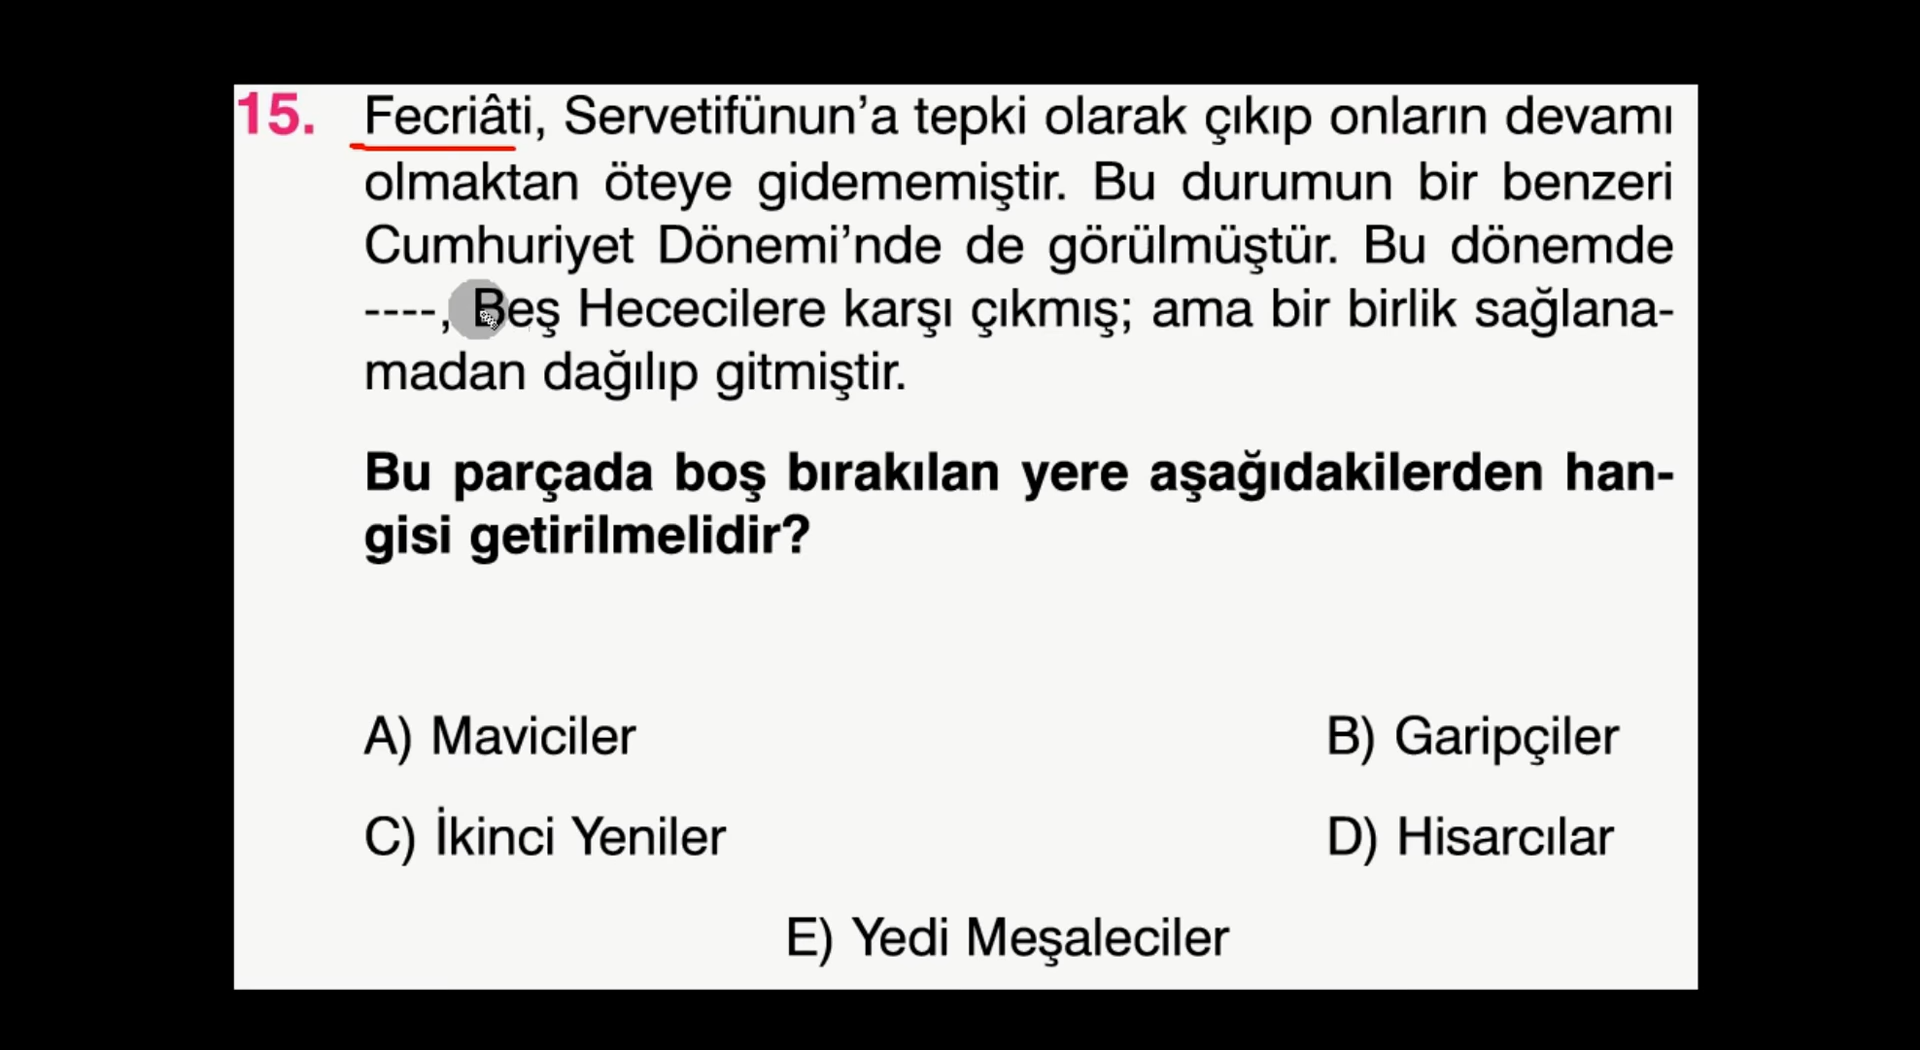 15. Fecriâti, Servetifünun’a tepki olarak çıkıp onların devamı
olmaktan öteye gidememiştir. Bu durumun bir benzeri
Cumhuriyet Dönemi’nde de görülmüştür. Bu dönemde
----, Beş Hececilere karşı çıkmış; ama bir birlik sağlana-
madan dağılıp gitmiştir.
Bu parçada boş bırakılan yere aşağıdakilerden han-
gisi getirilmelidir?
A) Maviciler B) Garipçiler
C) İkinci Yeniler D) Hisarcılar
E) Yedi Meşaleciler